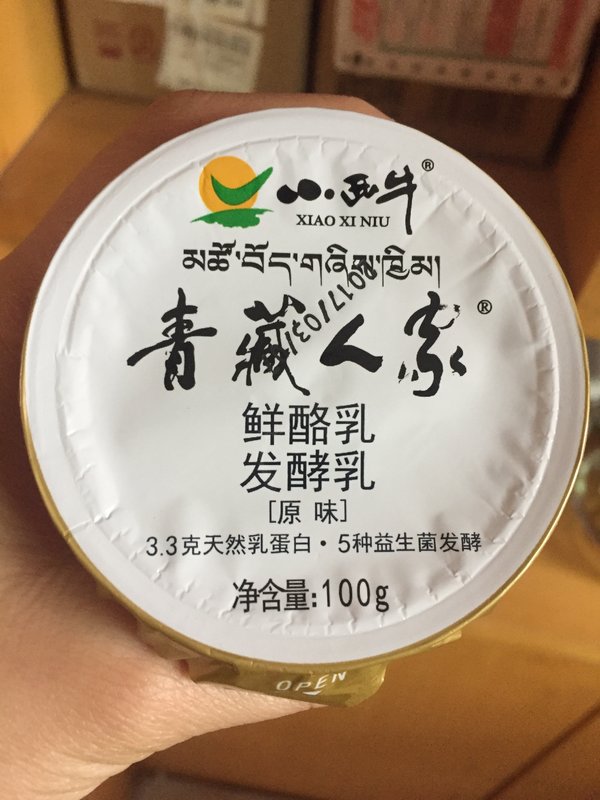 小西牛®
XIAO XI NIU
མཚོ་བོད་གཞིས་ཁྱིམ།
青藏人家®
鲜酪乳
发酵乳
[原味]
3.3克天然乳蛋白·5种益生菌发酵
净含量:100g
OPEN